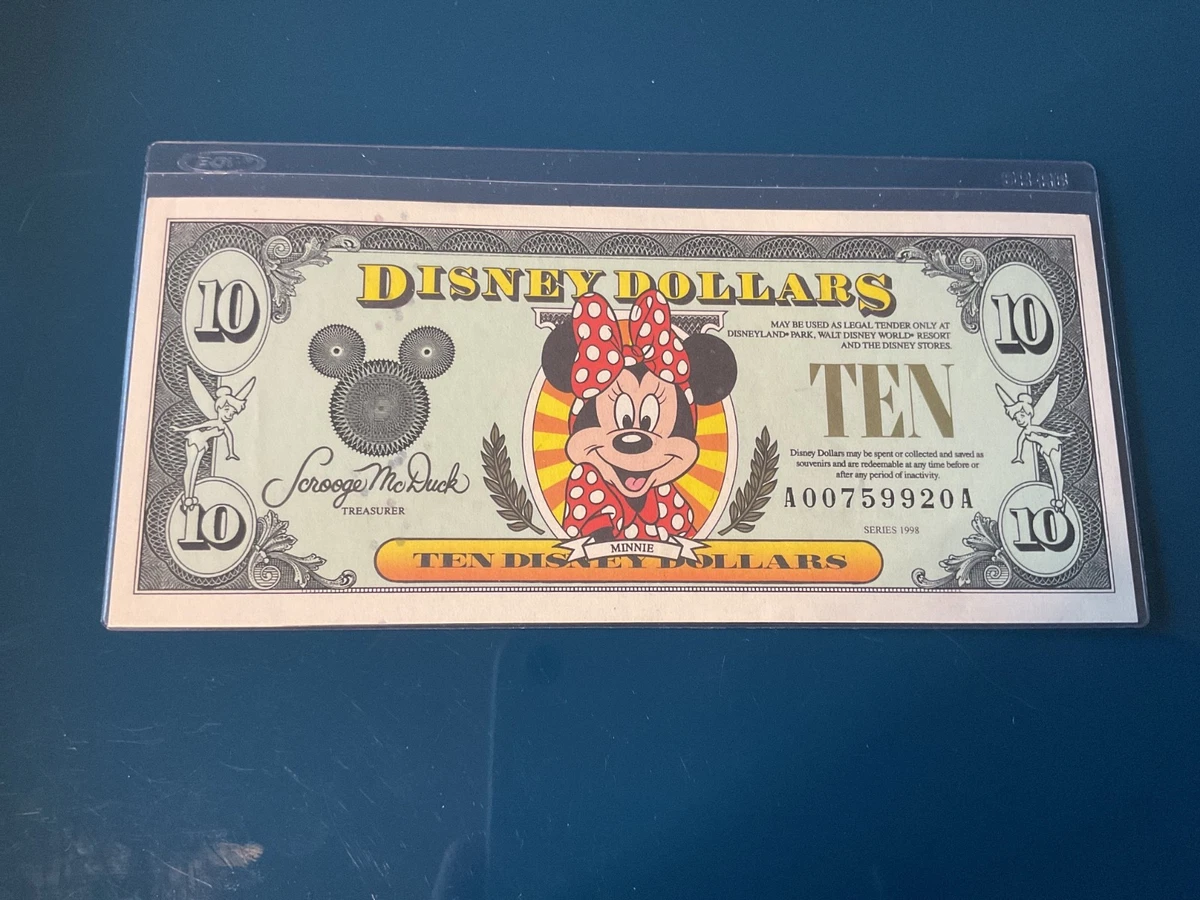 10
DISNEY DOLLARS
10
MAY BE USED AS LEGAL TENDER ONLY AT
DISNEYLAND® PARK, WALT DISNEY WORLD® RESORT
AND THE DISNEY STORES.
TEN
Scrooge McDuck
TREASURER
Disney Dollars may be spent or collected and saved as
souvenirs and are redeemable at any time before or
after any period of inactivity.
A00759920A
SERIES 1998
10
MINNIE
TEN DISNEY DOLLARS
10